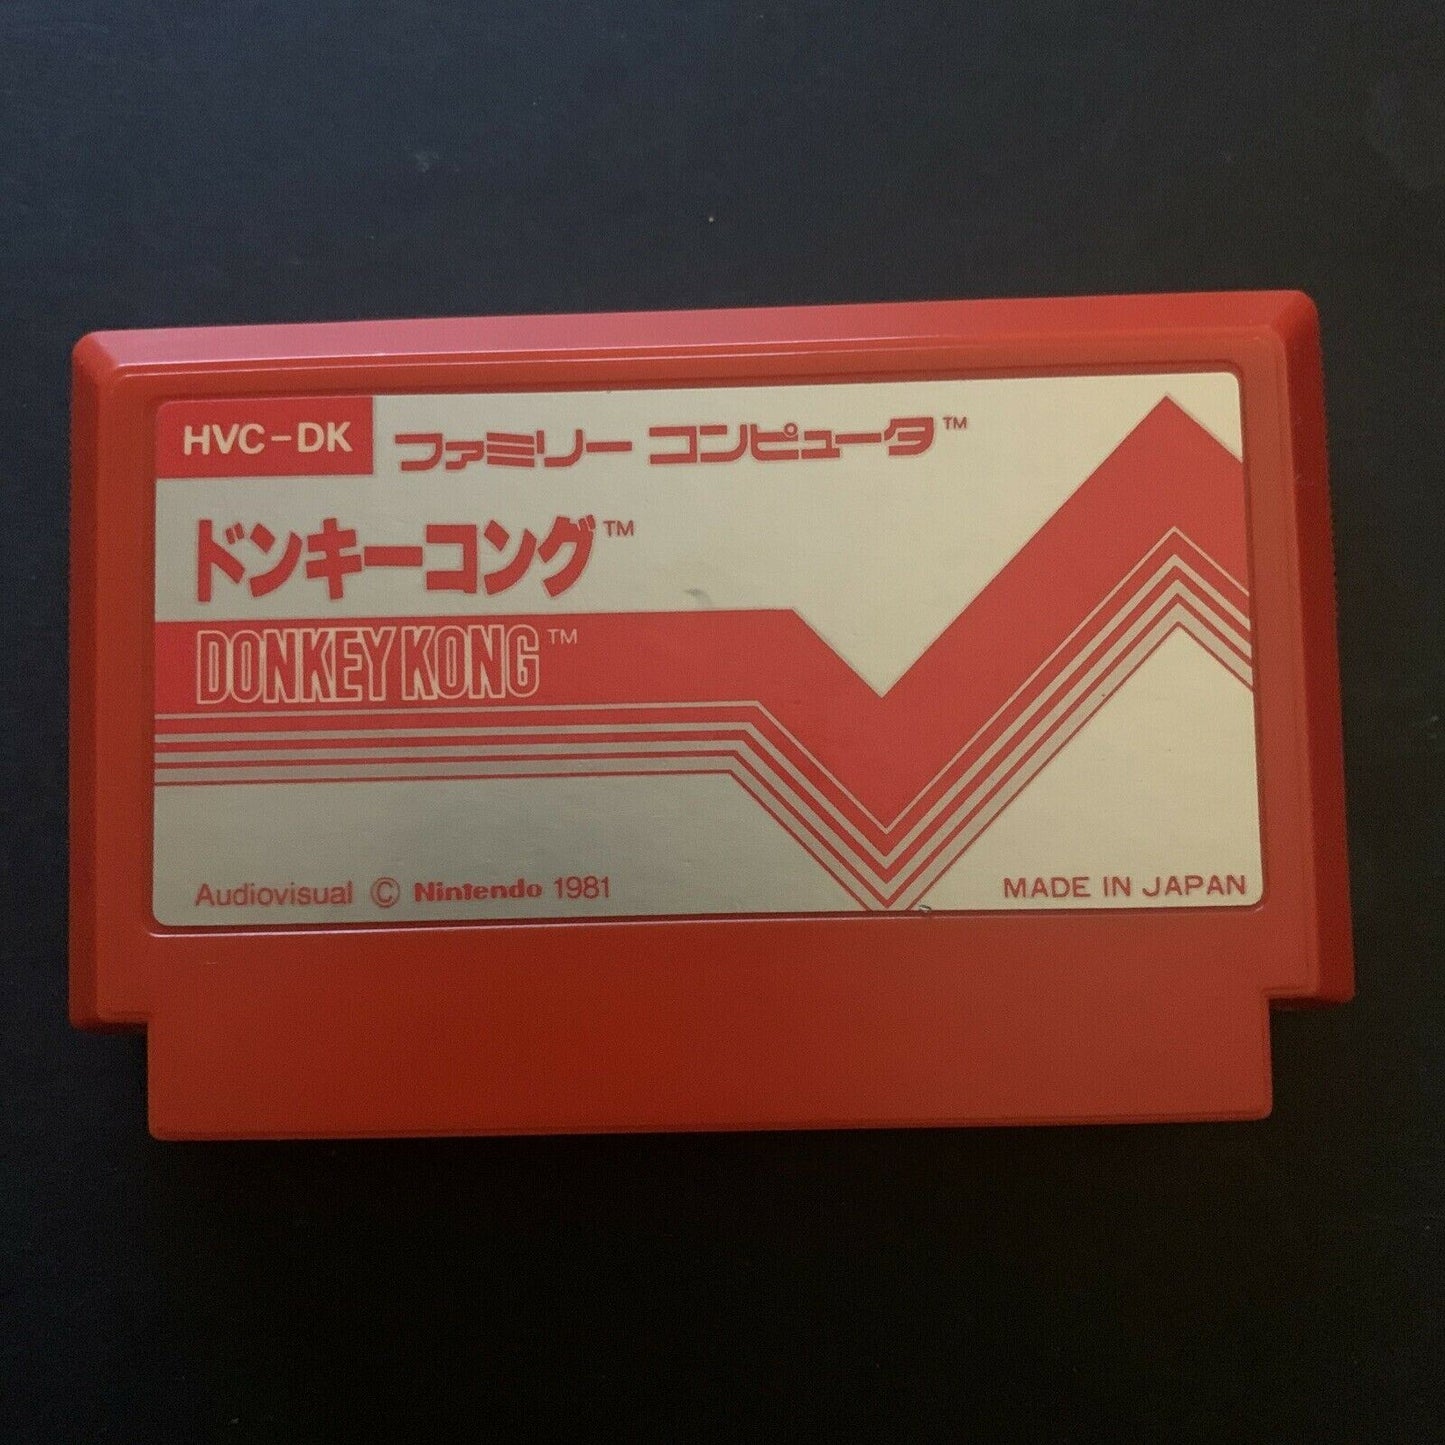 HVC-DK ファミリー コンピュータ™
ドンキーコング™
DONKEY KONG™
Audiovisual © Nintendo 1981 MADE IN JAPAN